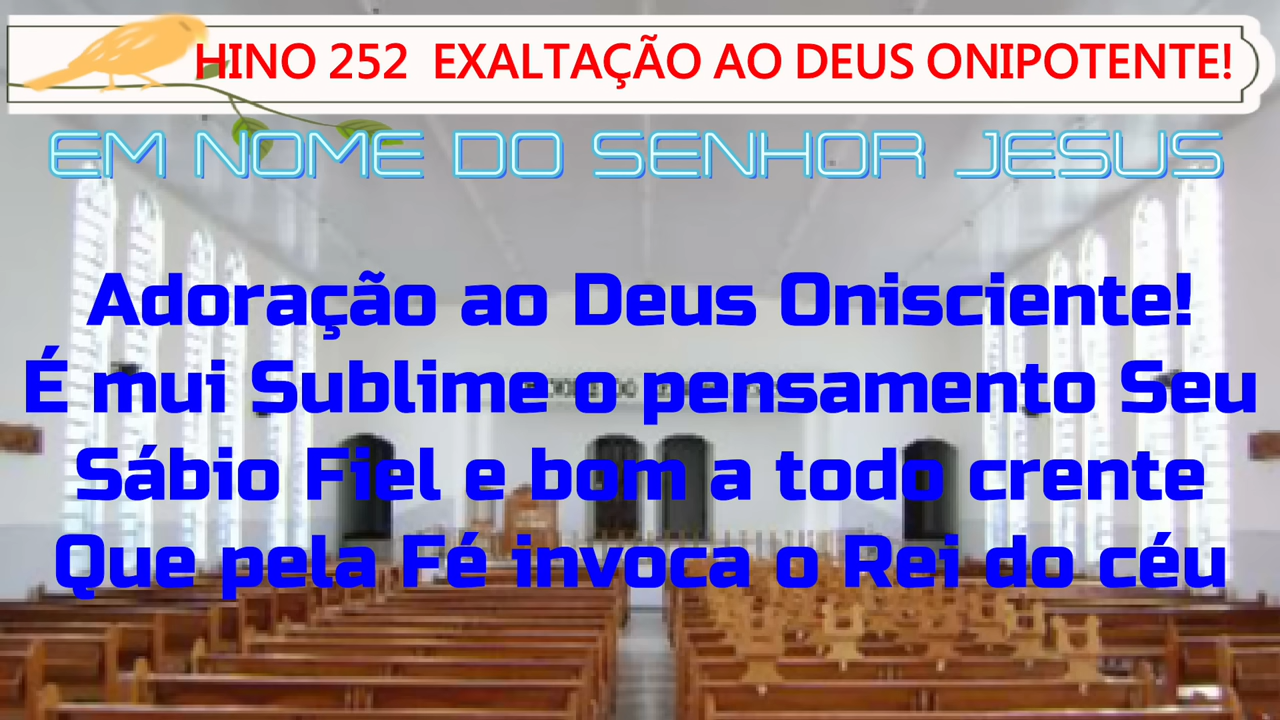 HINO 252 EXALTAÇÃO AO DEUS ONIPOTENTE!
EM NOME DO SENHOR JESUS
Adoração ao Deus Onisciente!
É mui Sublime o pensamento Seu
Sábio Fiel e bom a todo crente
Que pela Fé invoca o Rei do céu